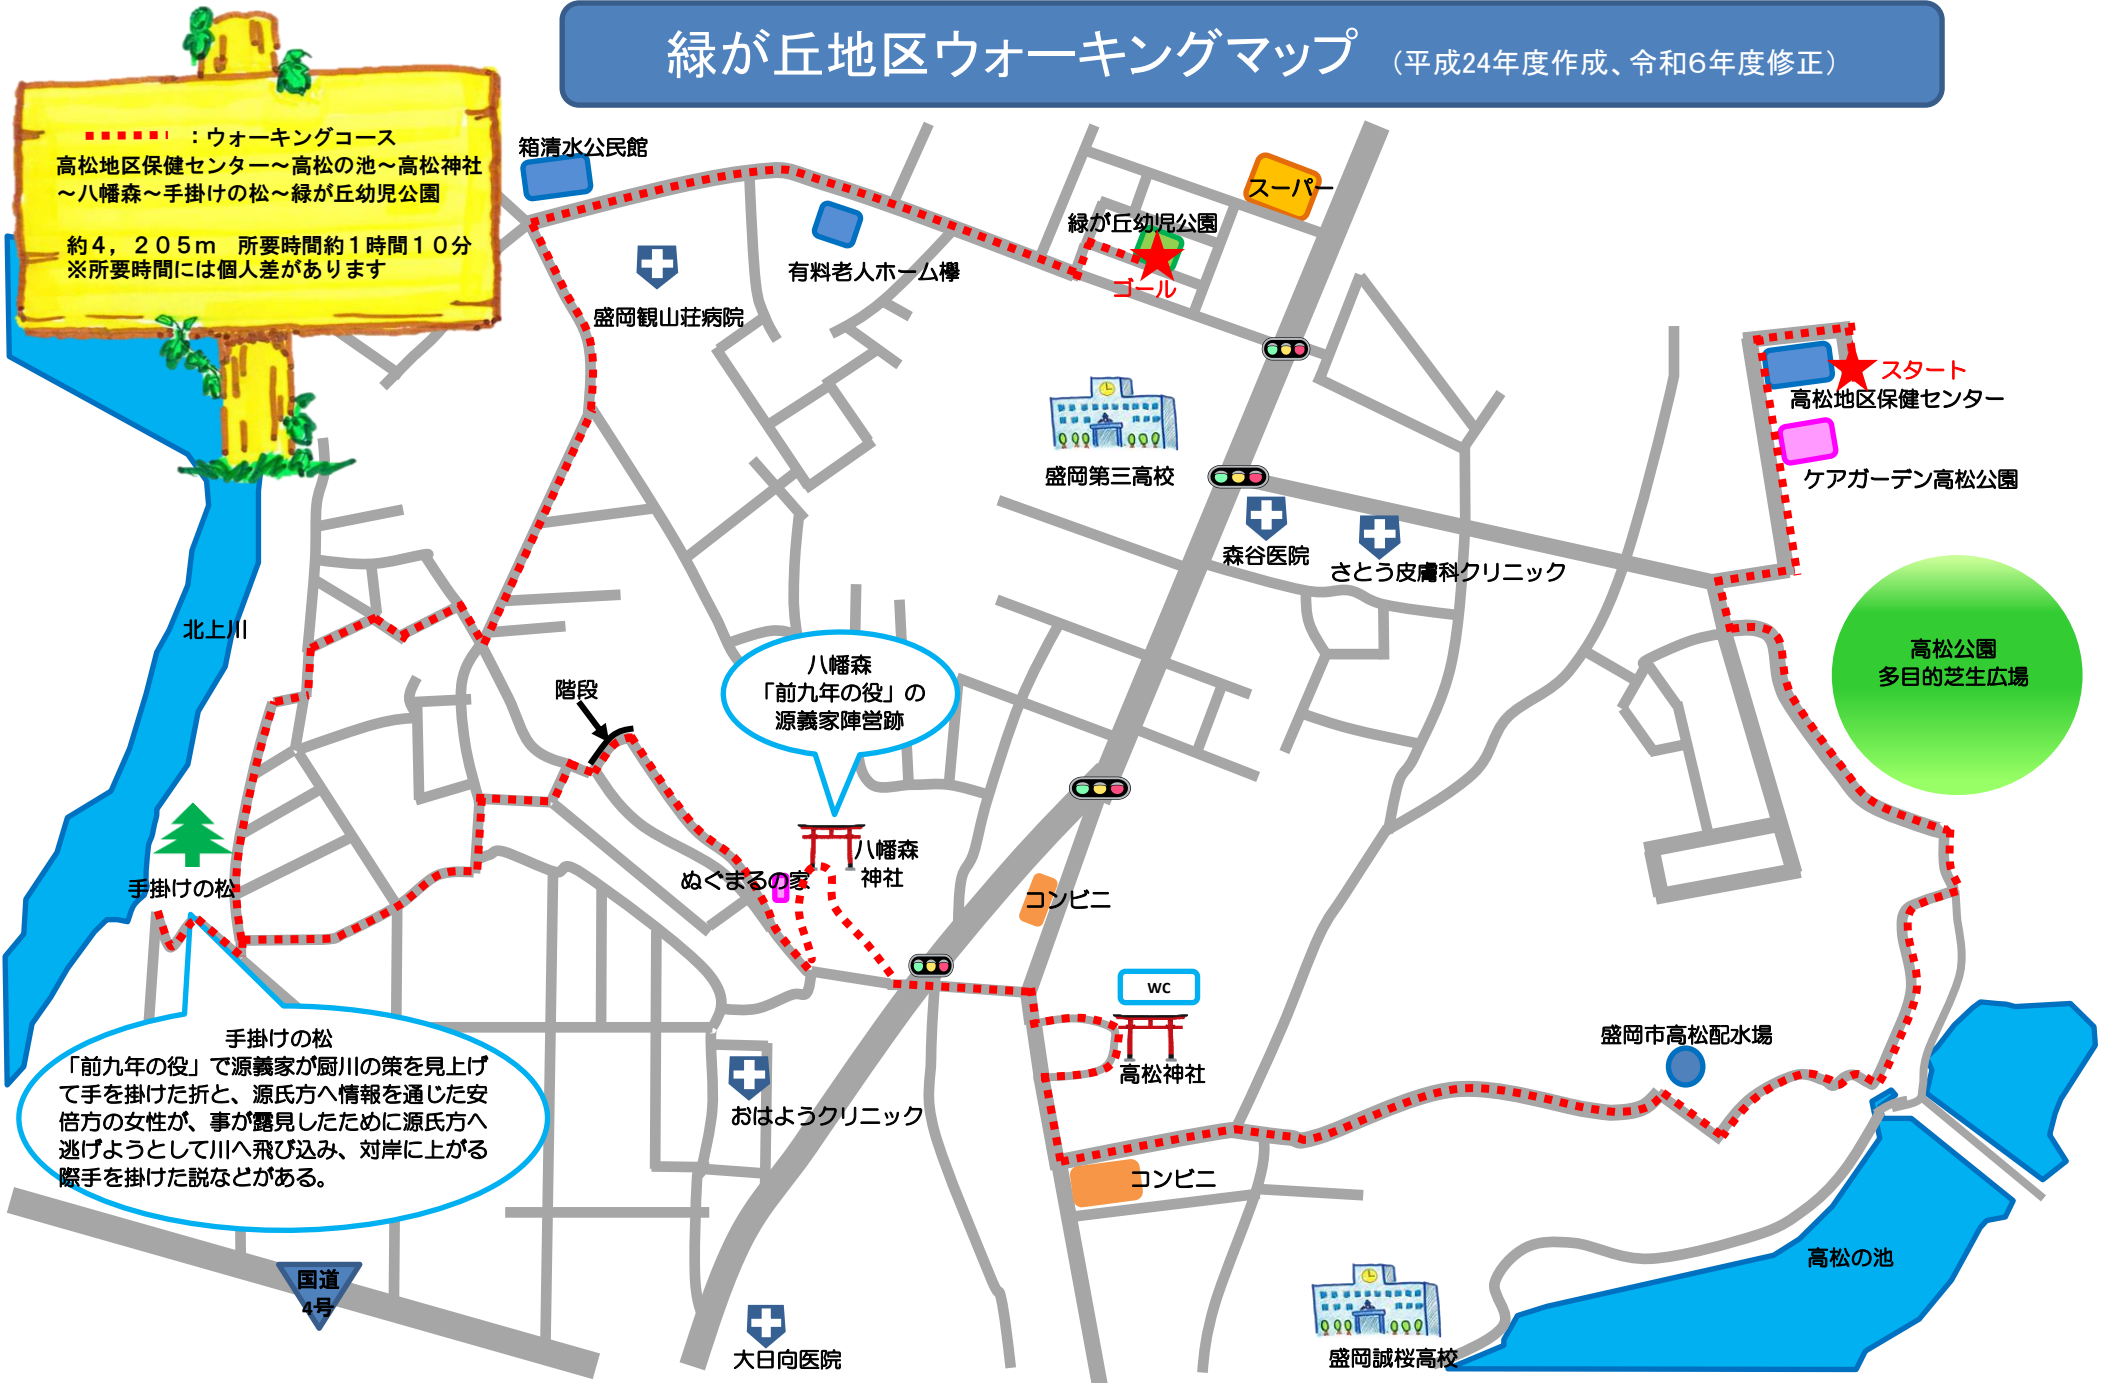 緑が丘地区ウォーキングマップ （平成24年度作成、令和6年度修正）
：ウォーキングコース
高松地区保健センター～高松の池～高松神社
～八幡森～手掛けの松～緑が丘幼児公園
約４，２０５ｍ　所要時間約１時間１０分
※所要時間には個人差があります
箱清水公民館
スーパー
緑が丘幼児公園
ゴール
有料老人ホーム欅
盛岡観山荘病院
スタート
高松地区保健センター
ケアガーデン高松公園
盛岡第三高校
森谷医院
さとう皮膚科クリニック
北上川
高松公園
多目的芝生広場
階段
八幡森
「前九年の役」の
源義家陣営跡
八幡森
神社
ぬぐまるの家
手掛けの松
コンビニ
WC
高松神社
盛岡市高松配水場
手掛けの松
「前九年の役」で源義家が厨川の策を見上げ
て手を掛けた折と、源氏方へ情報を通じた安
倍方の女性が、事が露見したために源氏方へ
逃げようとして川へ飛び込み、対岸に上がる
際手を掛けた説などがある。
おはようクリニック
コンビニ
高松の池
国道
4号
大日向医院
盛岡誠桜高校